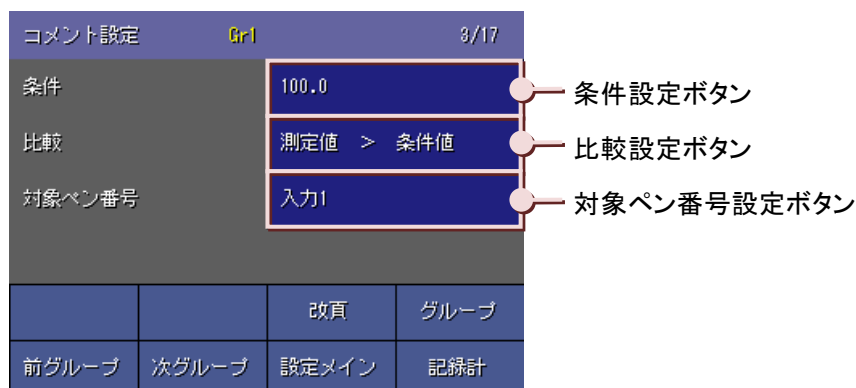 コメント設定 Gr1 3/17
条件 100.0 条件設定ボタン
比較 測定値 > 条件値 比較設定ボタン
対象ペン番号 入力1 対象ペン番号設定ボタン
改頁 グループ
前グループ 次グループ 設定メイン 記録計